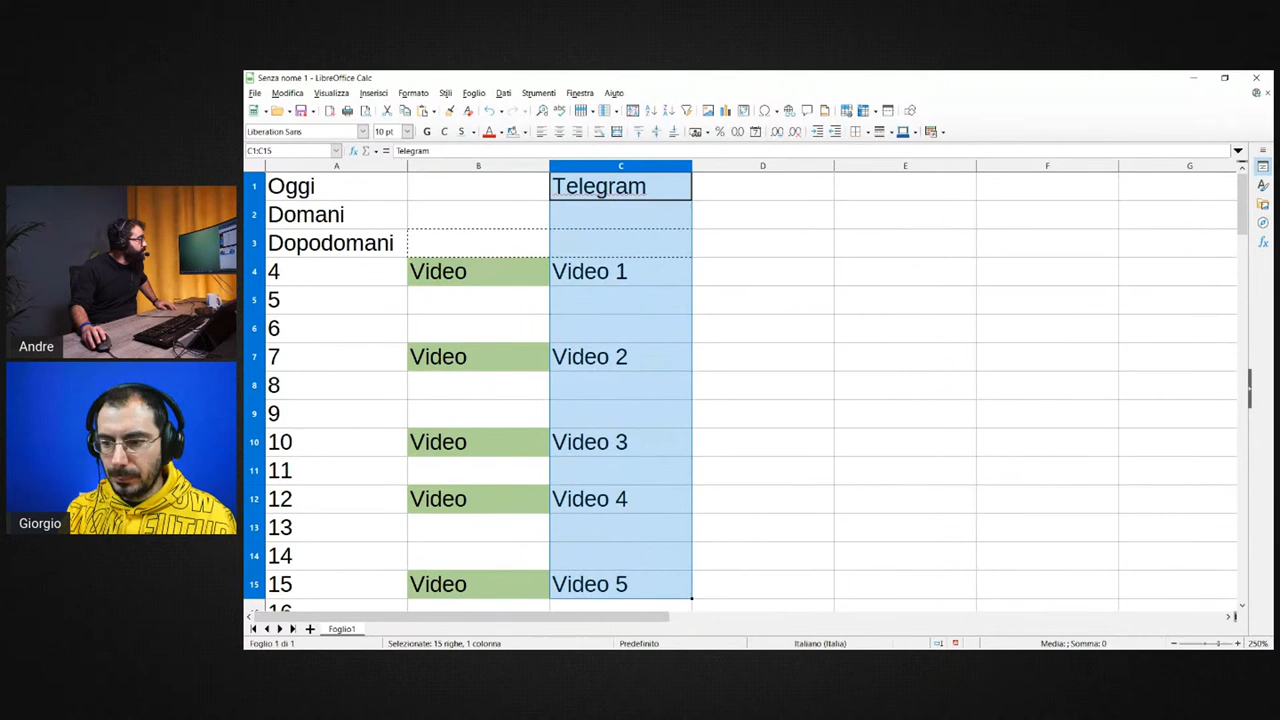 Senza nome 1 - LibreOffice Calc
File Modifica Visualizza Inserisci Formato Stili Foglio Dati Strumenti Finestra Aiuto
Liberation Sans 10 pt
C1:C15 Telegram
A B C D E F G
1 Oggi Telegram
2 Domani
3 Dopodomani
4 4 Video Video 1
5 5
6 6
7 7 Video Video 2
8 8
9 9
10 10 Video Video 3
11 11
12 12 Video Video 4
13 13
14 14
15 15 Video Video 5
16
Foglio1
Foglio 1 di 1 Selezionate: 15 righe, 1 colonna Predefinito Italiano (Italia) Media: ; Somma: 0 250%
Andre
Giorgio